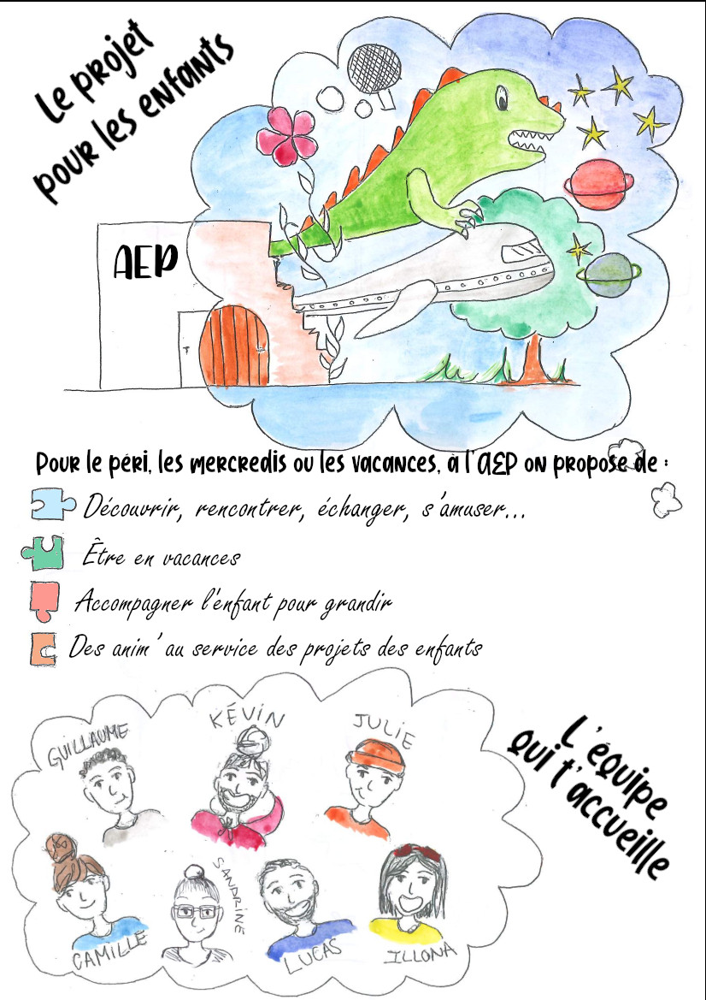 Le projet
pour les enfants
AEP
Pour le péri, les mercredis ou les vacances, à l'AEP on propose de :
Découvrir, rencontrer, échanger, s'amuser...
Être en vacances
Accompagner l'enfant pour grandir
Des anim' au service des projets des enfants
L'équipe
qui t'accueille
GUILLAUME
KÉVIN
JULIE
CAMILLE
SANDRINE
LUCAS
ILLONA